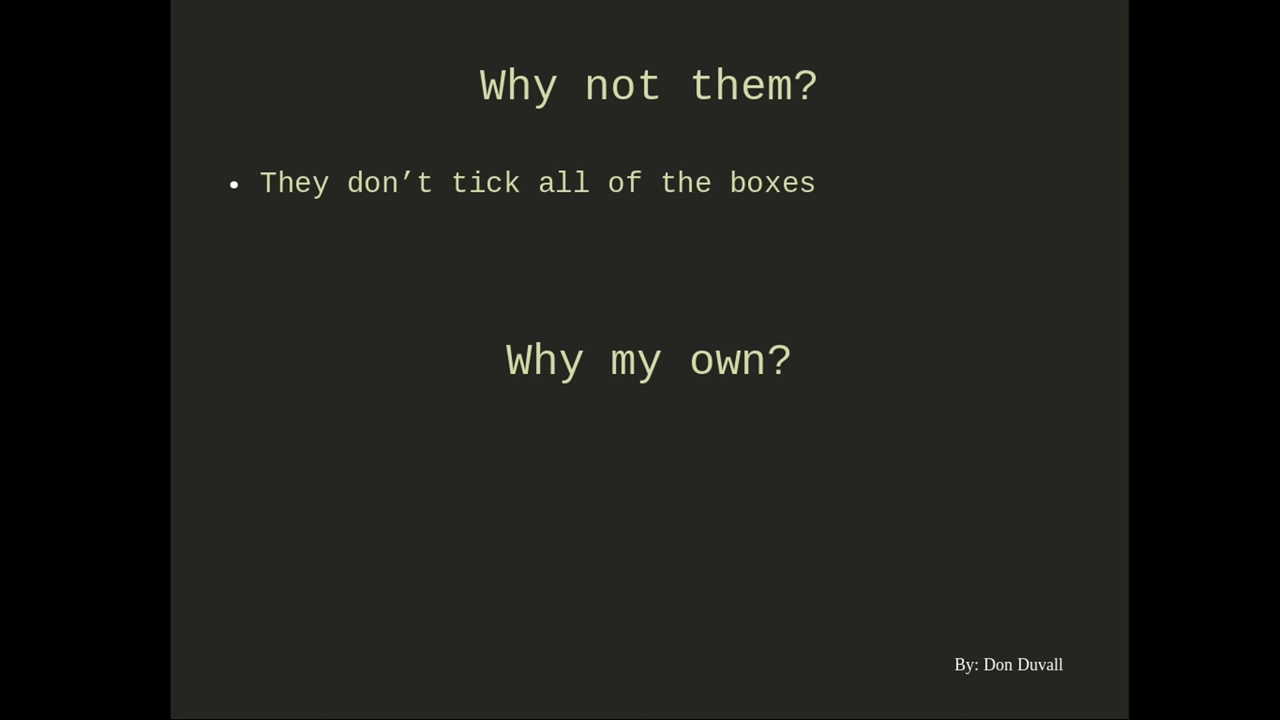 Why not them?
• They don’t tick all of the boxes
Why my own?
By: Don Duvall